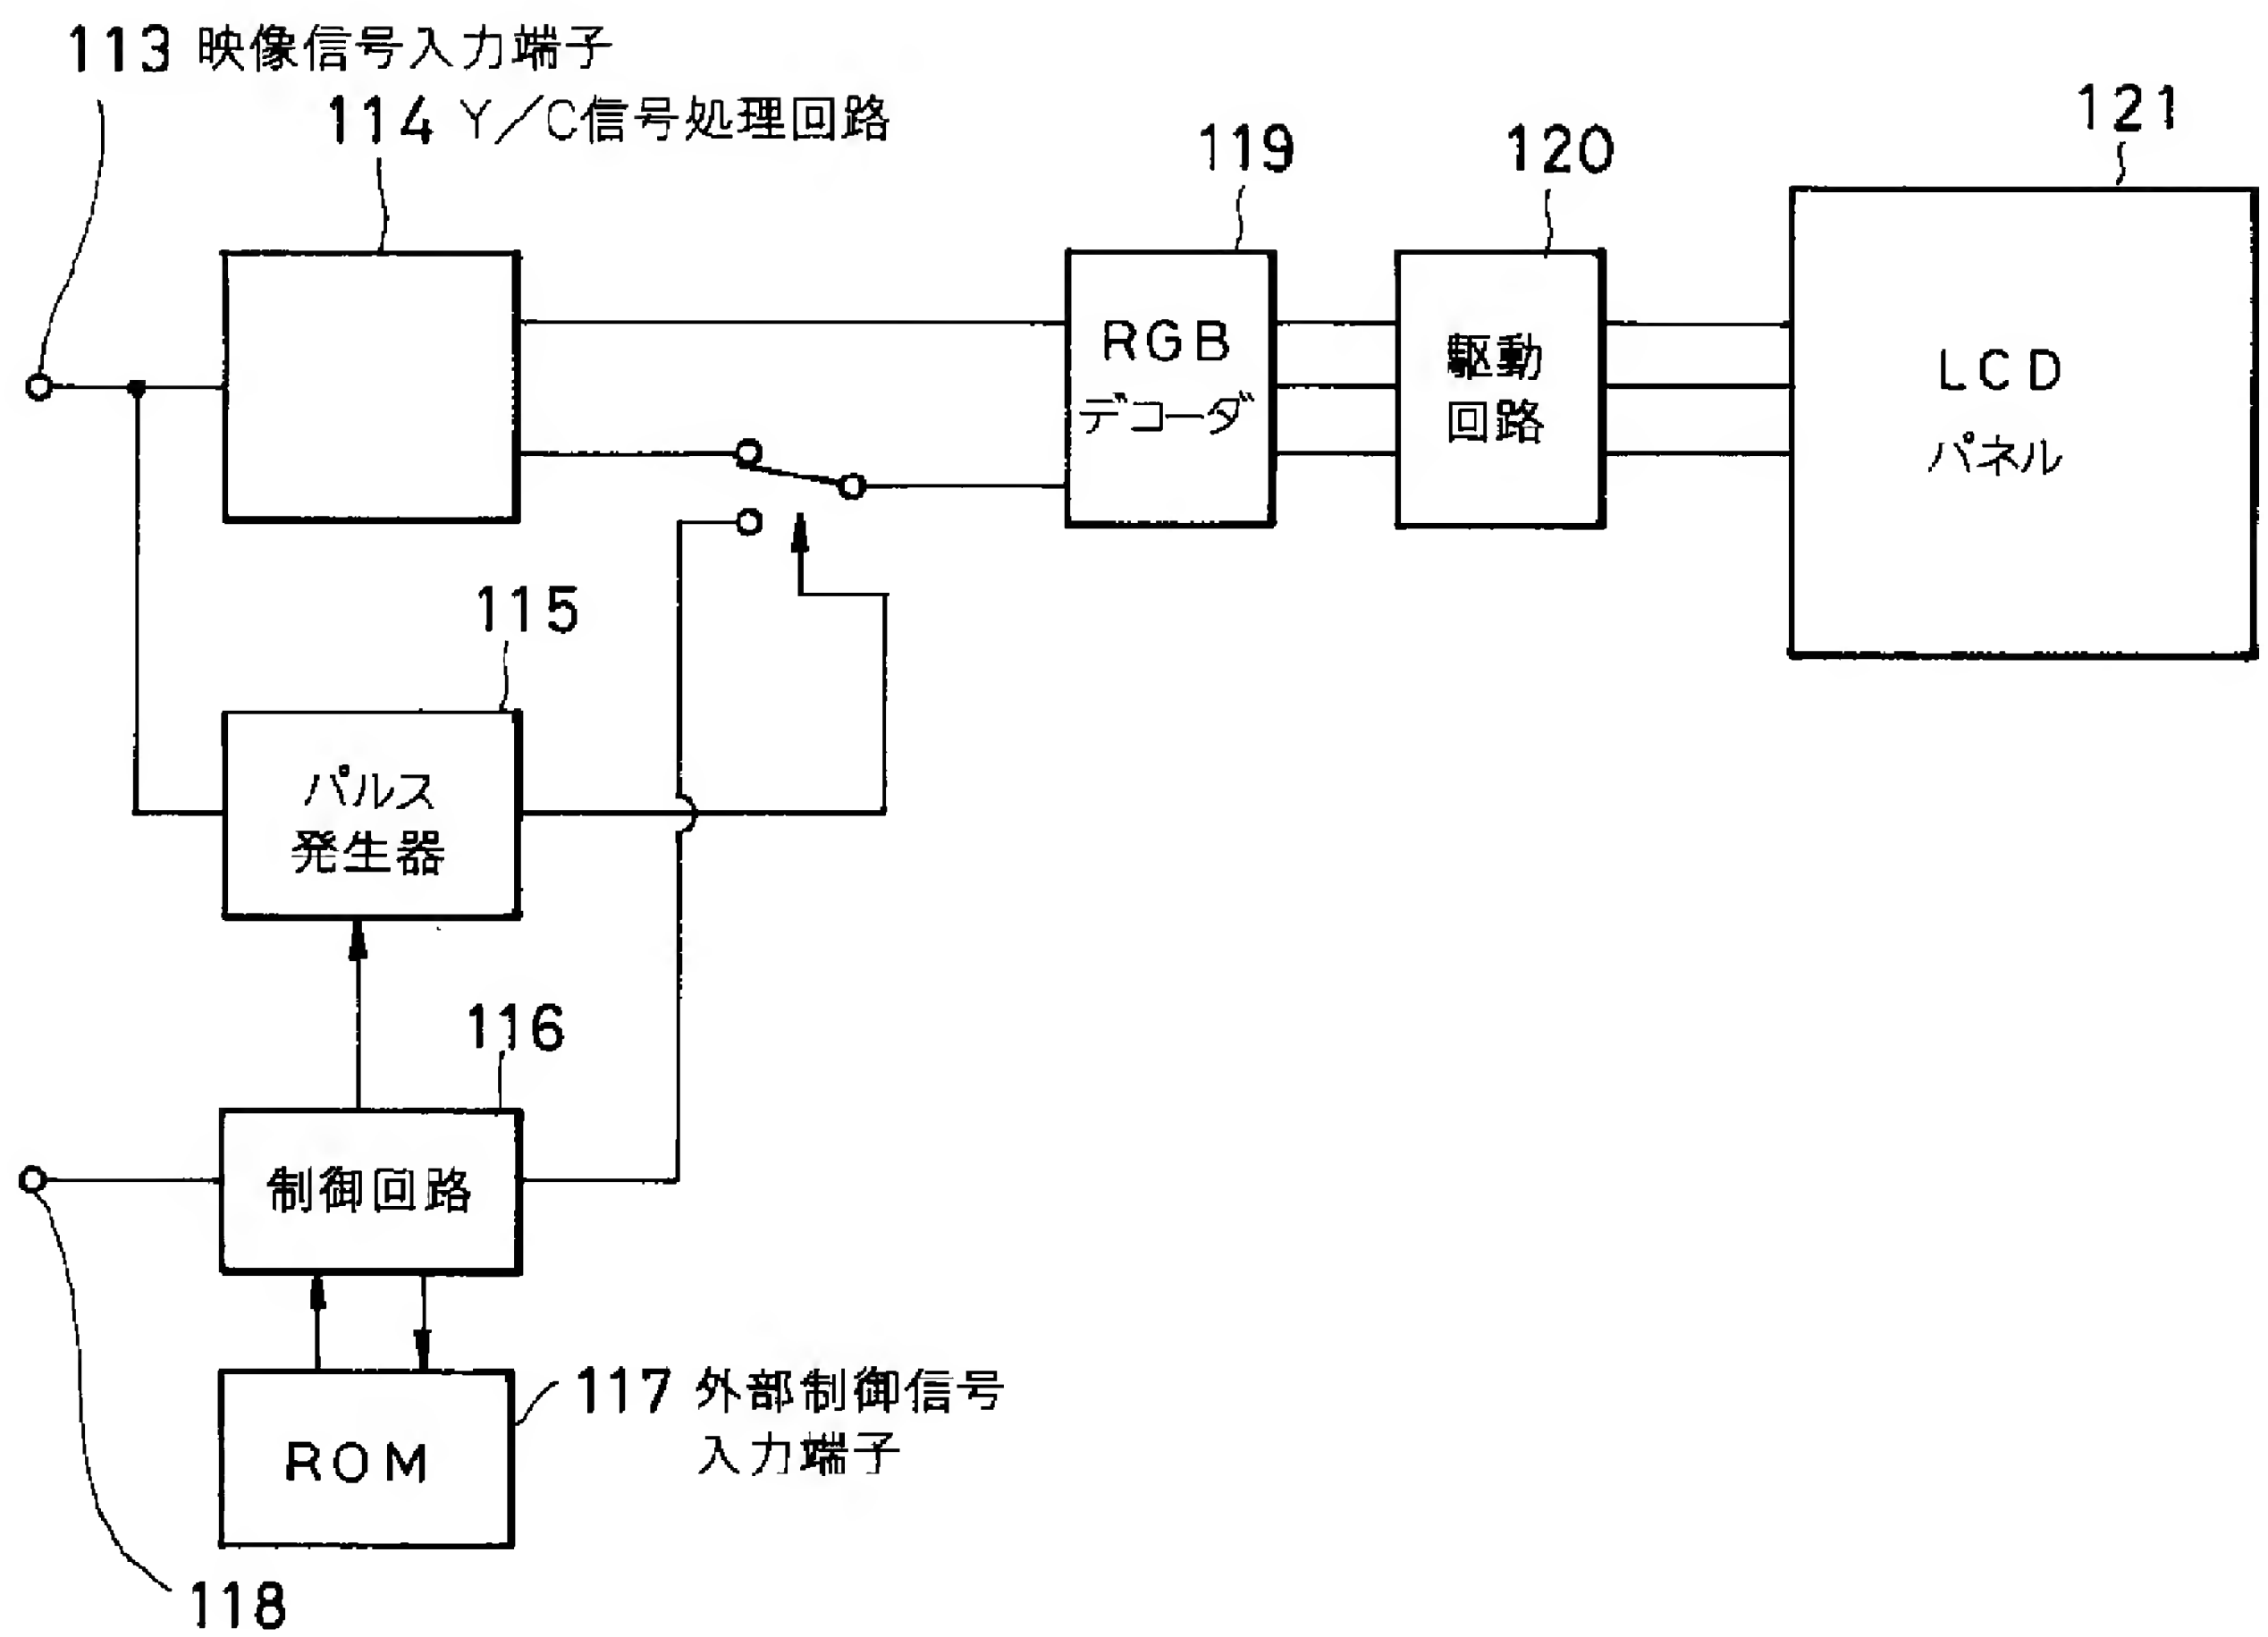 113 映像信号入力端子
114 Y/C信号処理回路
119
120
121
RGB
デコーダ
駆動
回路
LCD
パネル
115
パルス
発生器
116
制御回路
117 外部制御信号
入力端子
ROM
118